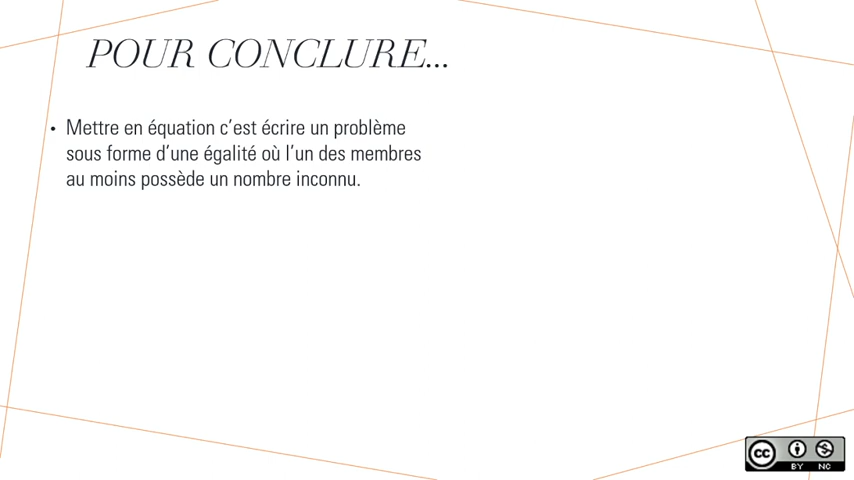 POUR CONCLURE...
• Mettre en équation c’est écrire un problème
sous forme d’une égalité où l’un des membres
au moins possède un nombre inconnu.
cc
BY NC